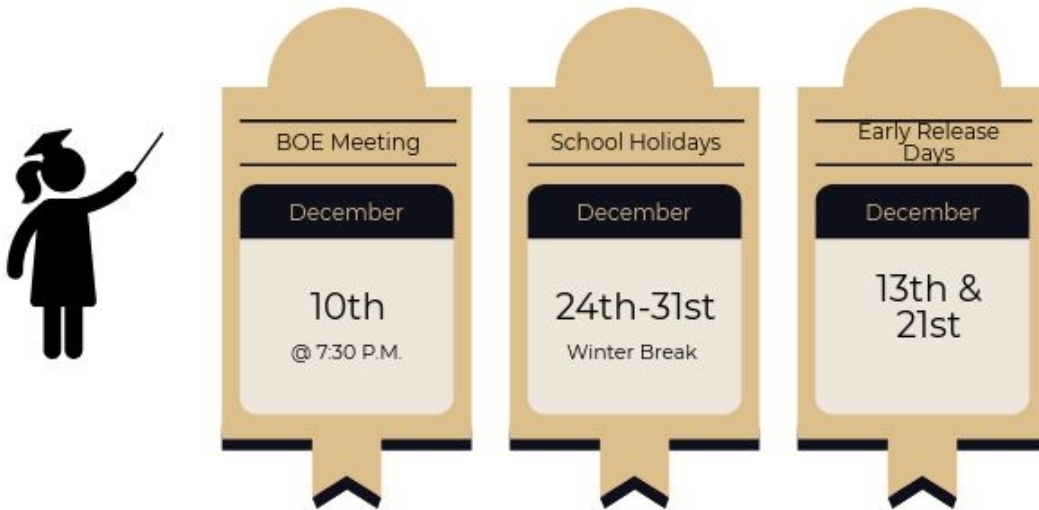 BOE Meeting
December
10th
@ 7:30 P.M.
School Holidays
December
24th-31st
Winter Break
Early Release
Days
December
13th &
21st